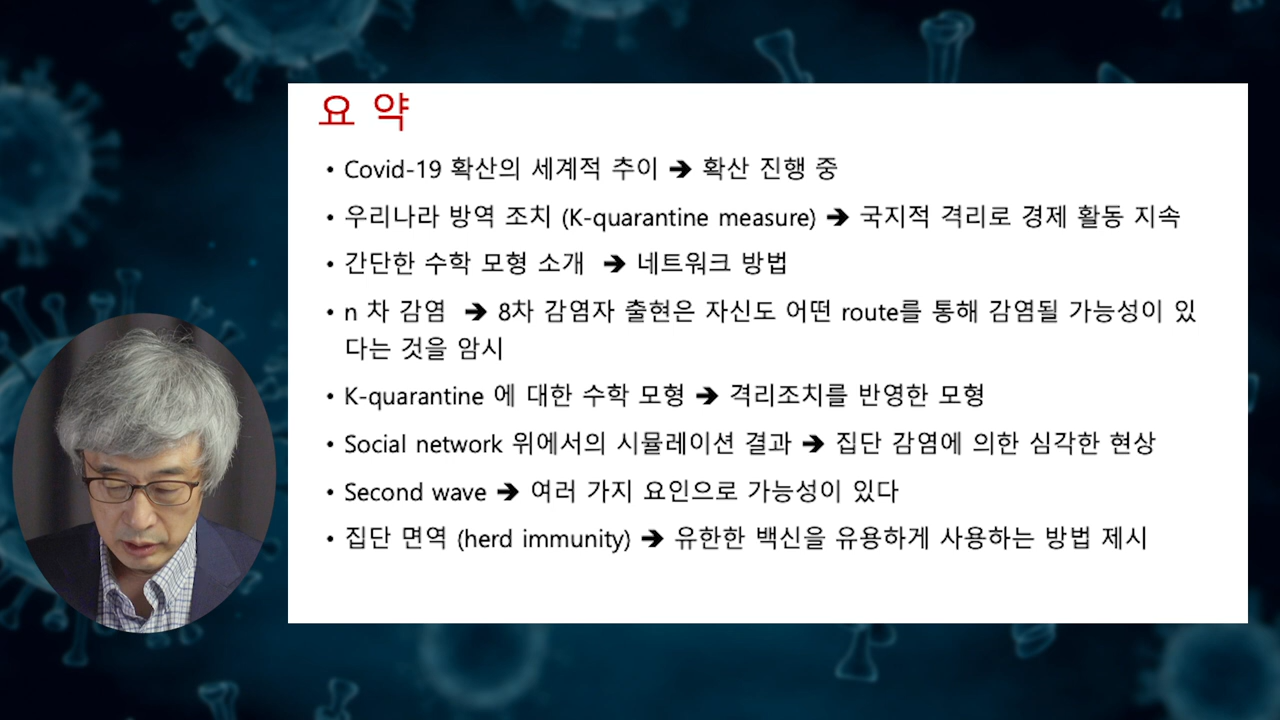 요 약
• Covid-19 확산의 세계적 추이 ➔ 확산 진행 중
• 우리나라 방역 조치 (K-quarantine measure) ➔ 국지적 격리로 경제 활동 지속
• 간단한 수학 모형 소개 ➔ 네트워크 방법
• n 차 감염 ➔ 8차 감염자 출현은 자신도 어떤 route를 통해 감염될 가능성이 있
다는 것을 암시
• K-quarantine 에 대한 수학 모형 ➔ 격리조치를 반영한 모형
• Social network 위에서의 시뮬레이션 결과 ➔ 집단 감염에 의한 심각한 현상
• Second wave ➔ 여러 가지 요인으로 가능성이 있다
• 집단 면역 (herd immunity) ➔ 유한한 백신을 유용하게 사용하는 방법 제시